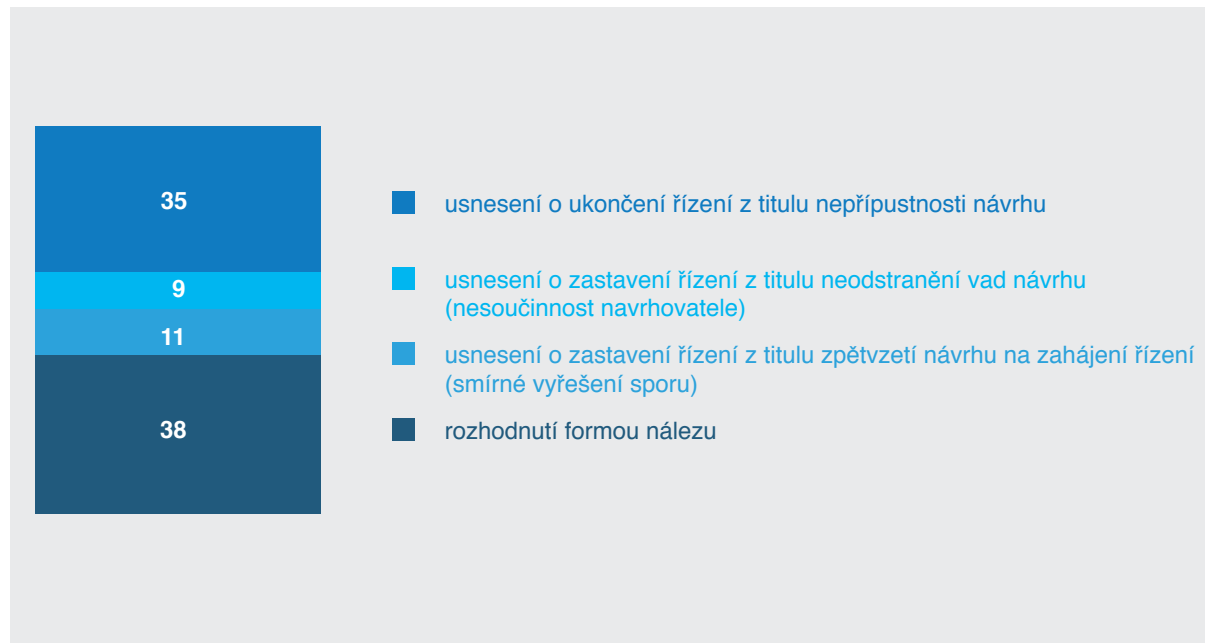 35
usnesení o ukončení řízení z titulu nepřípustnosti návrhu
9
usnesení o zastavení řízení z titulu neodstranění vad návrhu
(nesoučinnost navrhovatele)
11
usnesení o zastavení řízení z titulu zpětvzetí návrhu na zahájení řízení
(smírné vyřešení sporu)
38
rozhodnutí formou nálezu